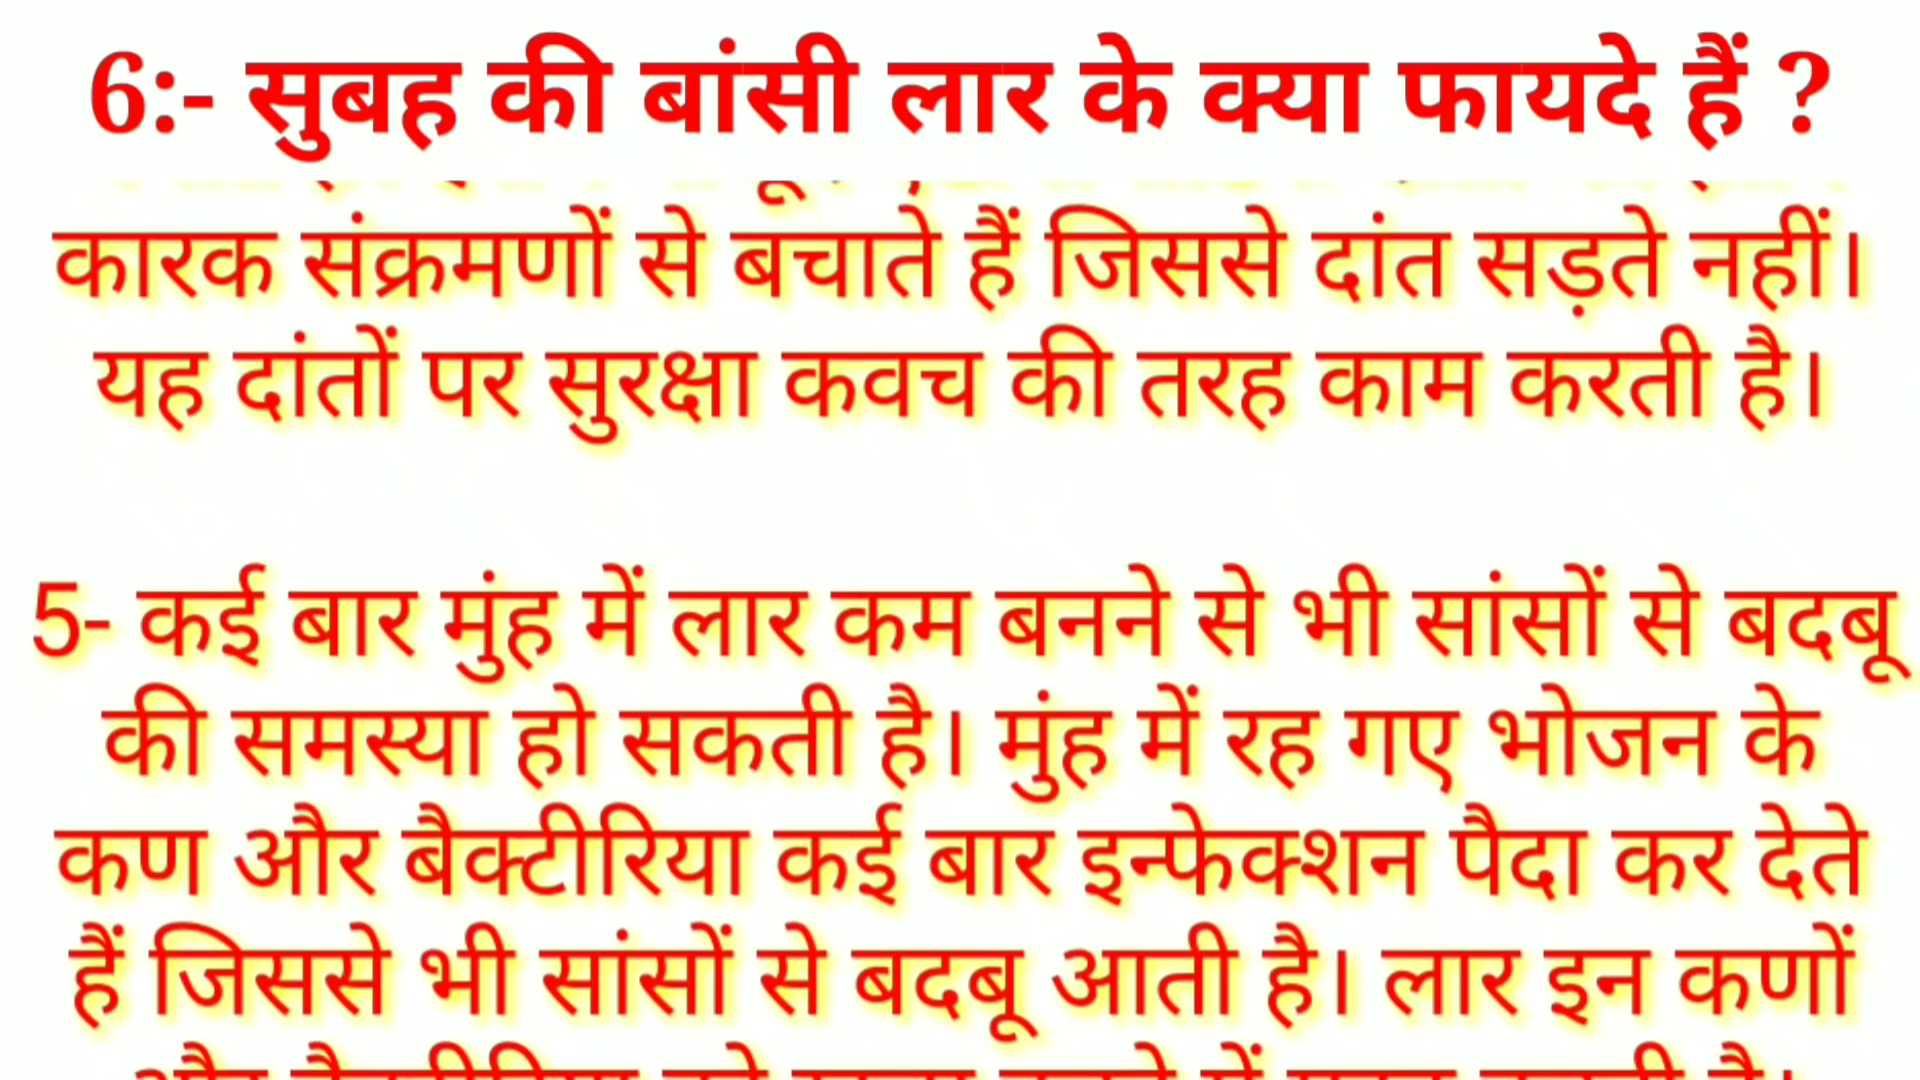 6:- सुबह की बांसी लार के क्या फायदे हैं ?
कारक संक्रमणों से बचाते हैं जिससे दांत सड़ते नहीं।
यह दांतों पर सुरक्षा कवच की तरह काम करती है।
5- कई बार मुंह में लार कम बनने से भी सांसों से बदबू
की समस्या हो सकती है। मुंह में रह गए भोजन के
कण और बैक्टीरिया कई बार इन्फेक्शन पैदा कर देते
हैं जिससे भी सांसों से बदबू आती है। लार इन कणों